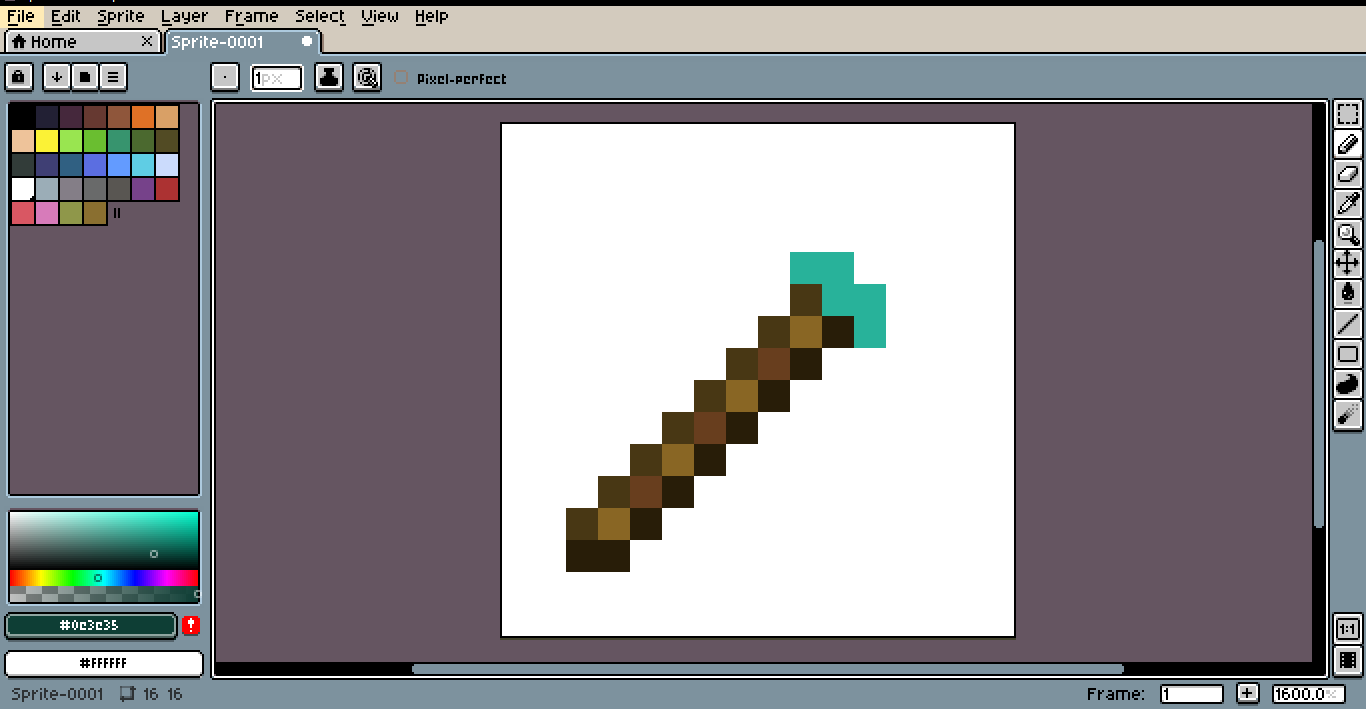 File Edit Sprite Layer Frame Select View Help
Home Sprite-0001
1px Pixel-perfect
#0e3e35
#FFFFFF
1:1
Sprite-0001 16 16 Frame: 1 1600.0%